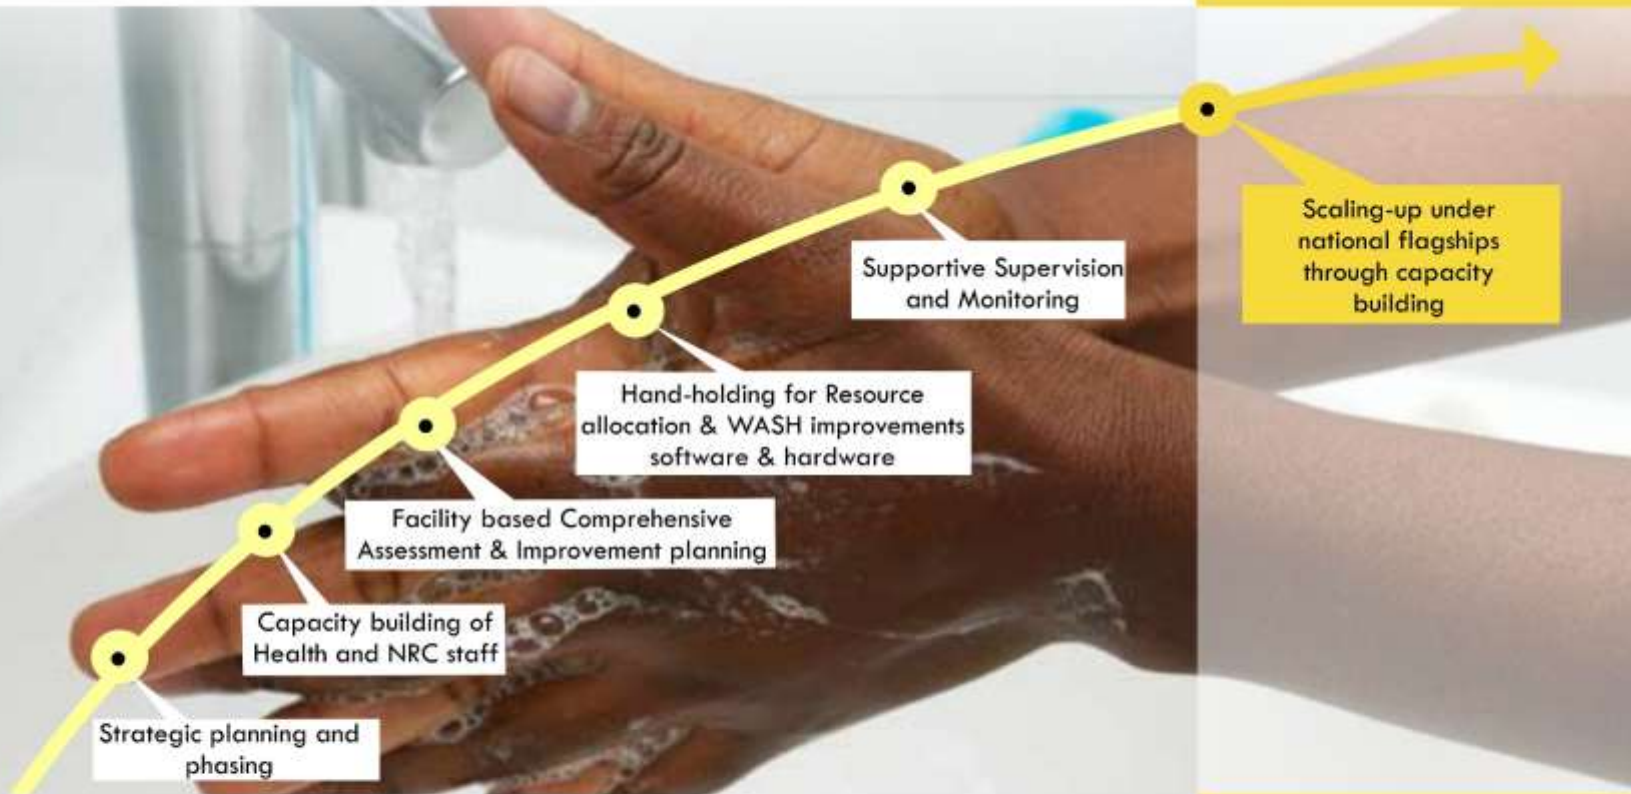 Scaling-up under
national flagships
through capacity
building
Supportive Supervision
and Monitoring
Hand-holding for Resource
allocation & WASH improvements
software & hardware
Facility based Comprehensive
Assessment & Improvement planning
Capacity building of
Health and NRC staff
Strategic planning and
phasing